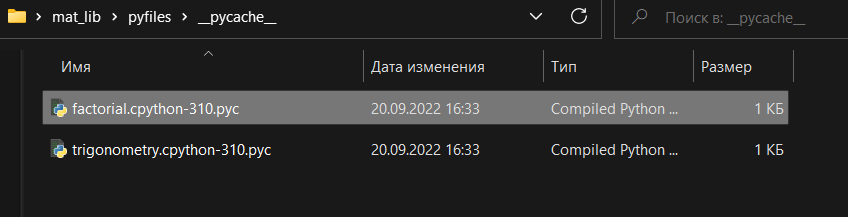 mat_lib › pyfiles › __pycache__
Поиск в: __pycache__
Имя Дата изменения Тип Размер
factorial.cpython-310.pyc 20.09.2022 16:33 Compiled Python ... 1 КБ
trigonometry.cpython-310.pyc 20.09.2022 16:33 Compiled Python ... 1 КБ